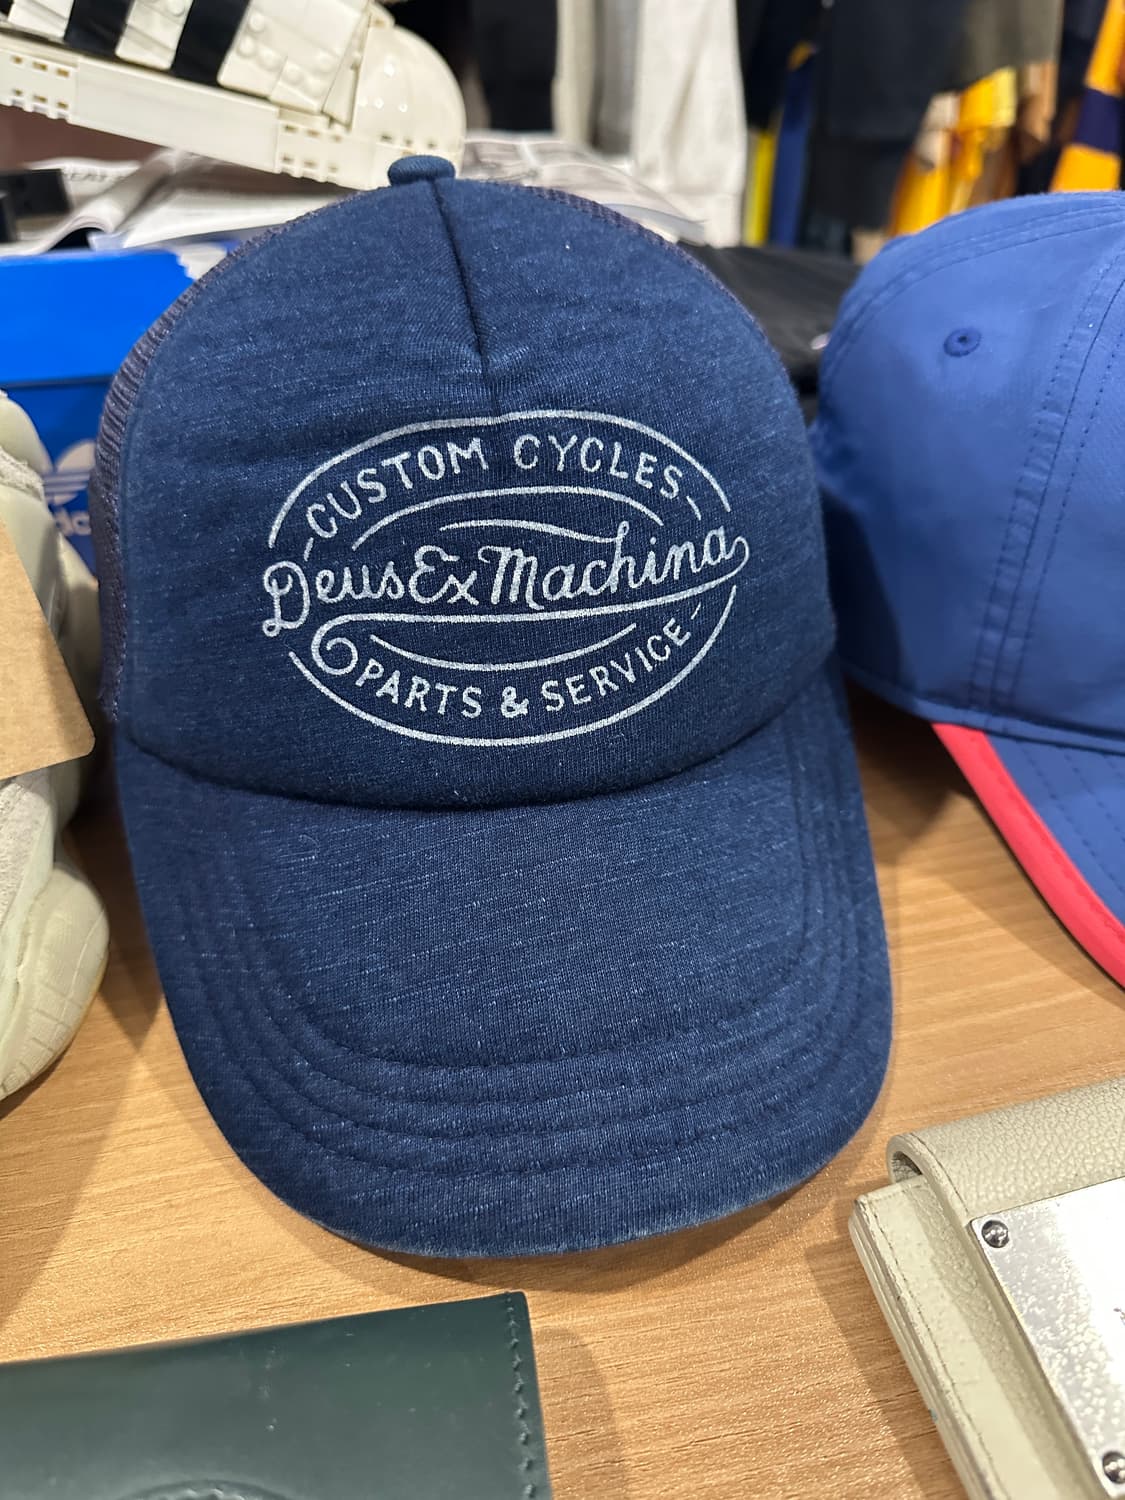 CUSTOM CYCLES
Deus Ex Machina
PARTS & SERVICE